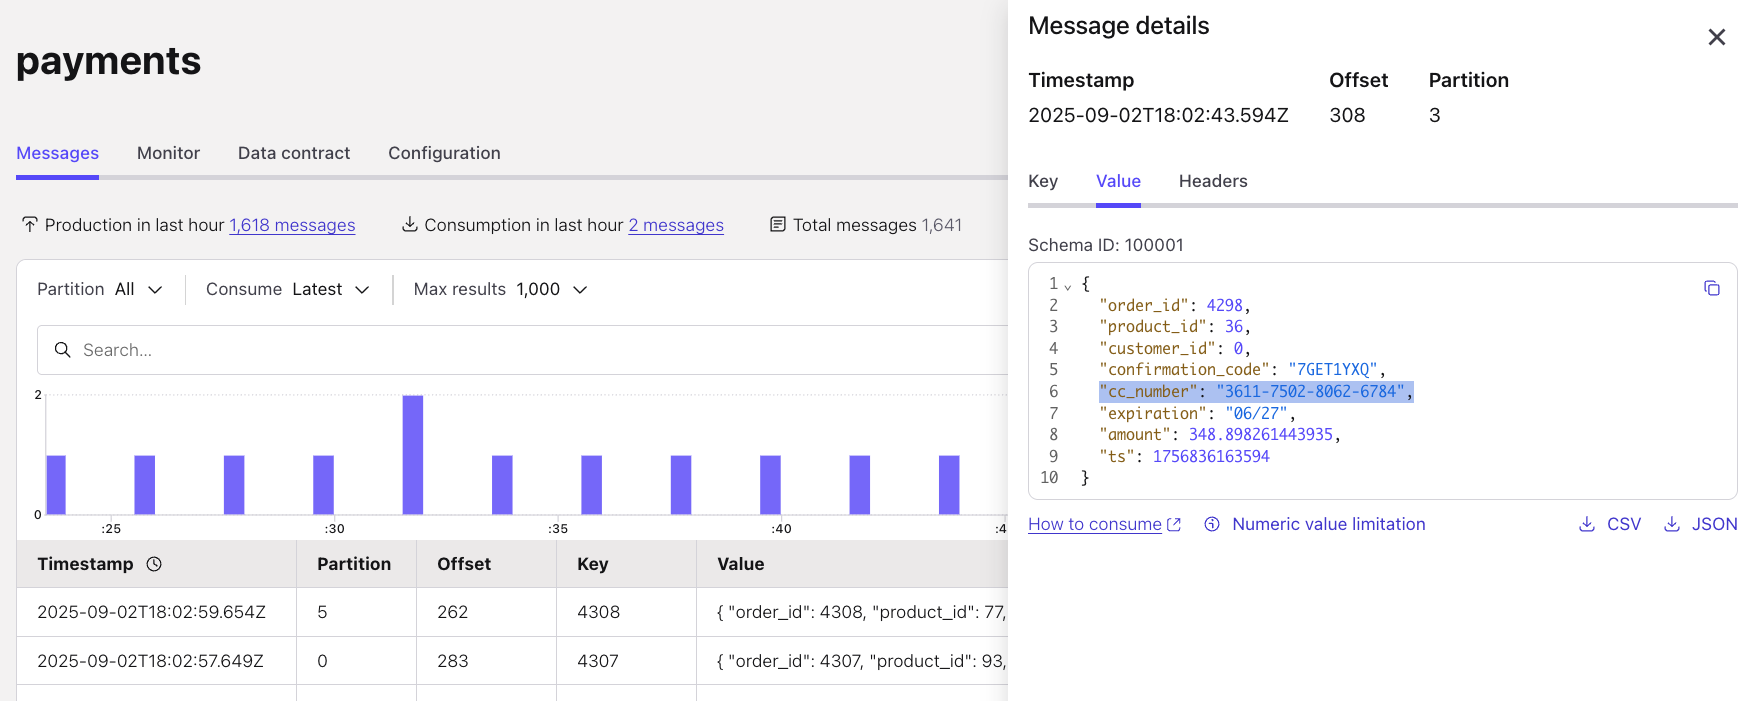 payments
Messages Monitor Data contract Configuration
Production in last hour 1,618 messages Consumption in last hour 2 messages Total messages 1,641
Partition All Consume Latest Max results 1,000
Search...
2
0
:25 :30 :35 :40 :4
Timestamp Partition Offset Key Value
2025-09-02T18:02:59.654Z 5 262 4308 { "order_id": 4308, "product_id": 77,
2025-09-02T18:02:57.649Z 0 283 4307 { "order_id": 4307, "product_id": 93,
Message details
Timestamp Offset Partition
2025-09-02T18:02:43.594Z 308 3
Key Value Headers
Schema ID: 100001
1 {
2 "order_id": 4298,
3 "product_id": 36,
4 "customer_id": 0,
5 "confirmation_code": "7GET1YXQ",
6 "cc_number": "3611-7502-8062-6784",
7 "expiration": "06/27",
8 "amount": 348.898261443935,
9 "ts": 1756836163594
10 }
How to consume Numeric value limitation CSV JSON